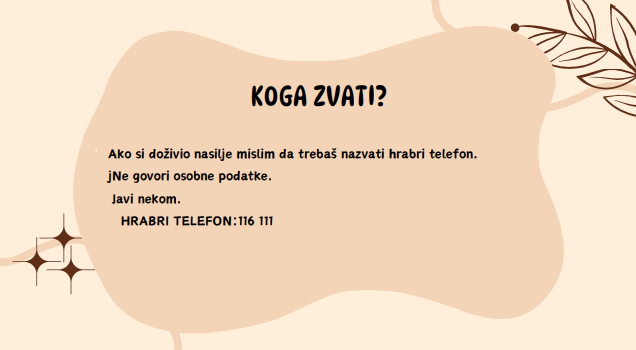 KOGA ZVATI?
Ako si doživio nasilje mislim da trebaš nazvati hrabri telefon.
jNe govori osobne podatke.
Javi nekom.
HRABRI TELEFON:116 111